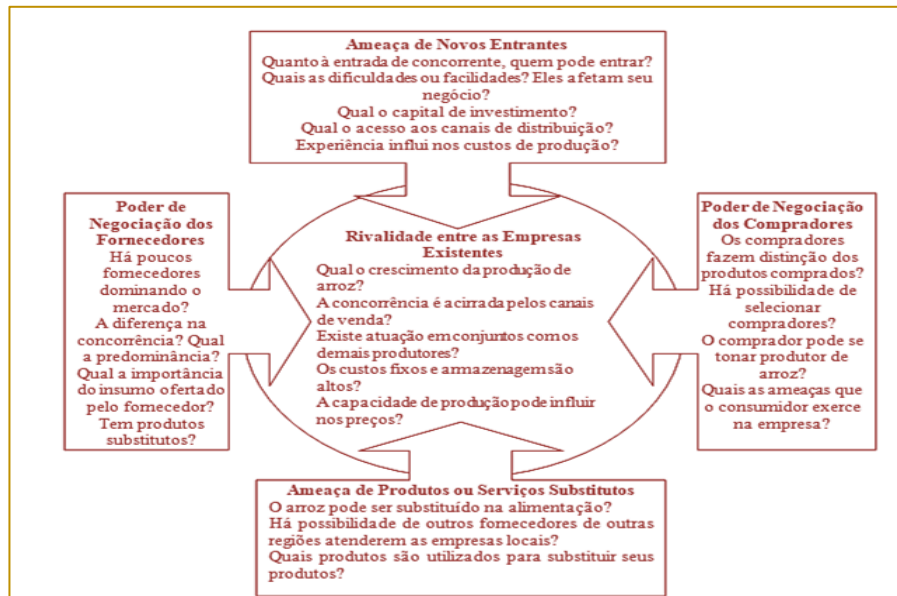 Ameaça de Novos Entrantes
Quanto à entrada de concorrente, quem pode entrar?
Quais as dificuldades ou facilidades? Eles afetam seu
negócio?
Qual o capital de investimento?
Qual o acesso aos canais de distribuição?
Experiência influi nos custos de produção?
Poder de
Negociação dos
Fornecedores
Há poucos
fornecedores
dominando o
mercado?
A diferença na
concorrência? Qual
a predominância?
Qual a importância
do insumo ofertado
pelo fornecedor?
Tem produtos
substitutos?
Rivalidade entre as Empresas
Existentes
Qual o crescimento da produção de
arroz?
A concorrência é acirrada pelos canais
de venda?
Existe atuação em conjuntos com os
demais produtores?
Os custos fixos e armazenagem são
altos?
A capacidade de produção pode influir
nos preços?
Poder de Negociação
dos Compradores
Os compradores
fazem distinção dos
produtos comprados?
Há possibilidade de
selecionar
compradores?
O comprador pode se
tonar produtor de
arroz?
Quais as ameaças que
o consumidor exerce
na empresa?
Ameaça de Produtos ou Serviços Substitutos
O arroz pode ser substituído na alimentação?
Há possibilidade de outros fornecedores de outras
regiões atenderem as empresas locais?
Quais produtos são utilizados para substituir seus
produtos?